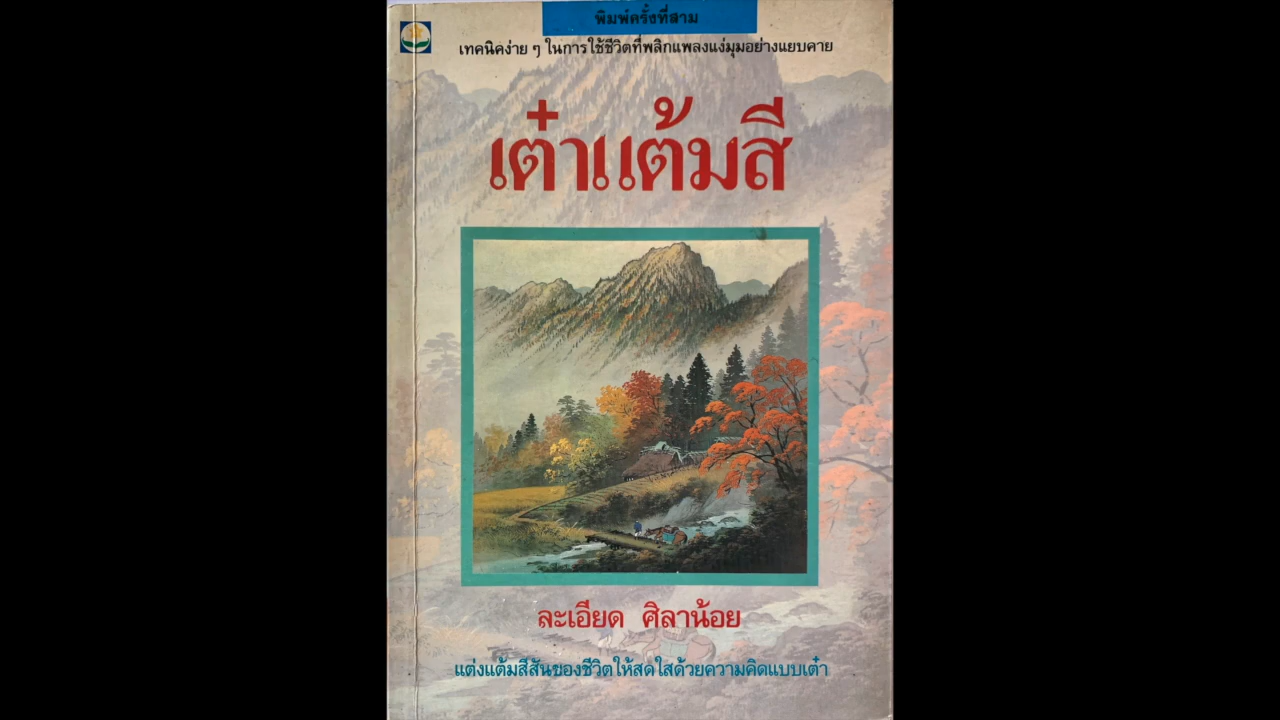 พิมพ์ครั้งที่สาม
เทคนิคง่าย ๆ ในการใช้ชีวิตที่พลิกแพลงแง่มุมอย่างแยบคาย
เต๋าแต้มสี
ละเอียด ศิลาน้อย
แต่งแต้มสีสันของชีวิตให้สดใสด้วยความคิดแบบเต๋า